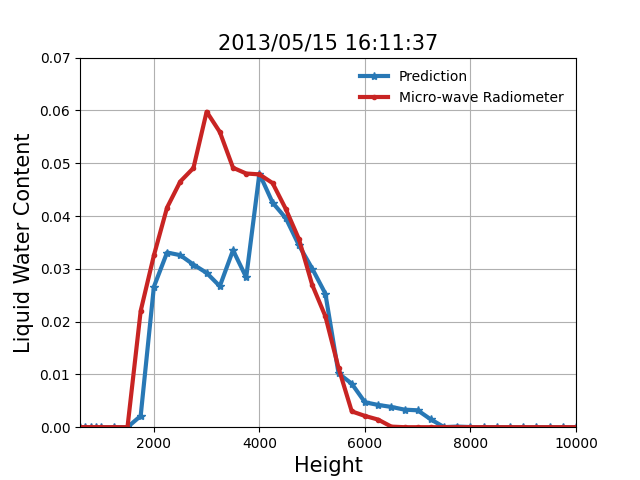 2013/05/15 16:11:37
Prediction
Micro-wave Radiometer
Liquid Water Content
0.07
0.06
0.05
0.04
0.03
0.02
0.01
0.00
2000 4000 6000 8000 10000
Height